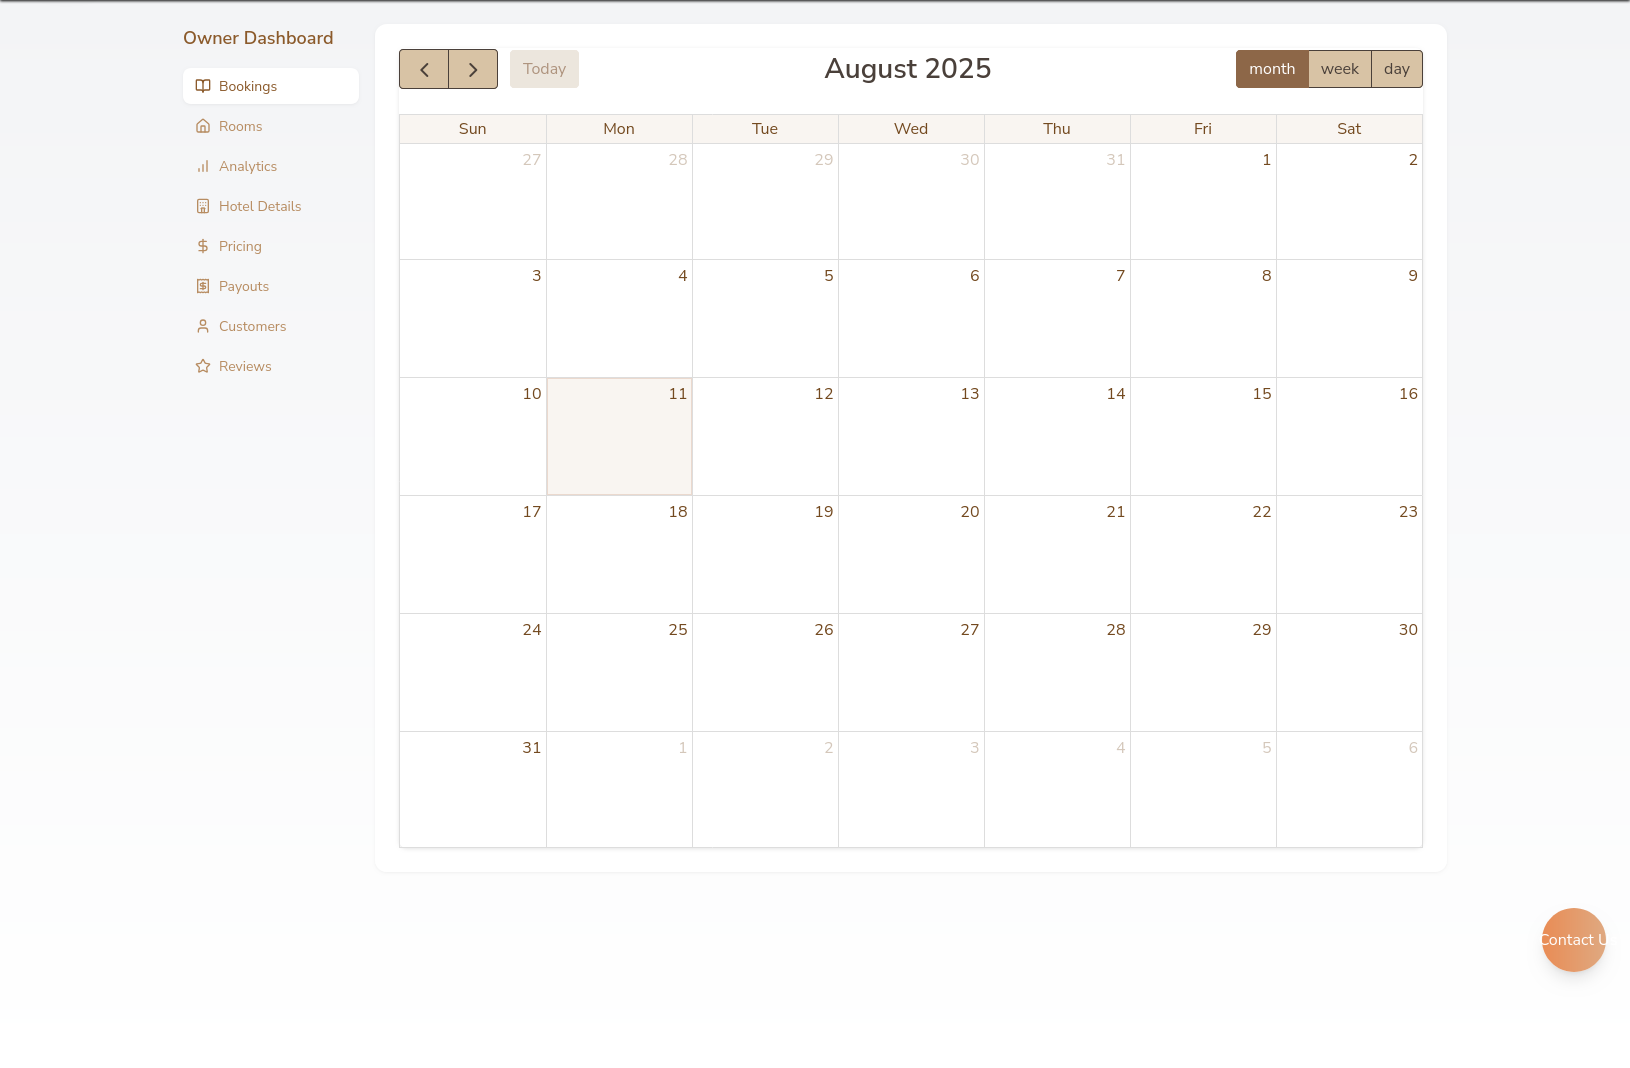 Owner Dashboard
Bookings
Rooms
Analytics
Hotel Details
Pricing
Payouts
Customers
Reviews
Today
August 2025
month week day
Sun Mon Tue Wed Thu Fri Sat
27 28 29 30 31 1 2
3 4 5 6 7 8 9
10 11 12 13 14 15 16
17 18 19 20 21 22 23
24 25 26 27 28 29 30
31 1 2 3 4 5 6
Contact U